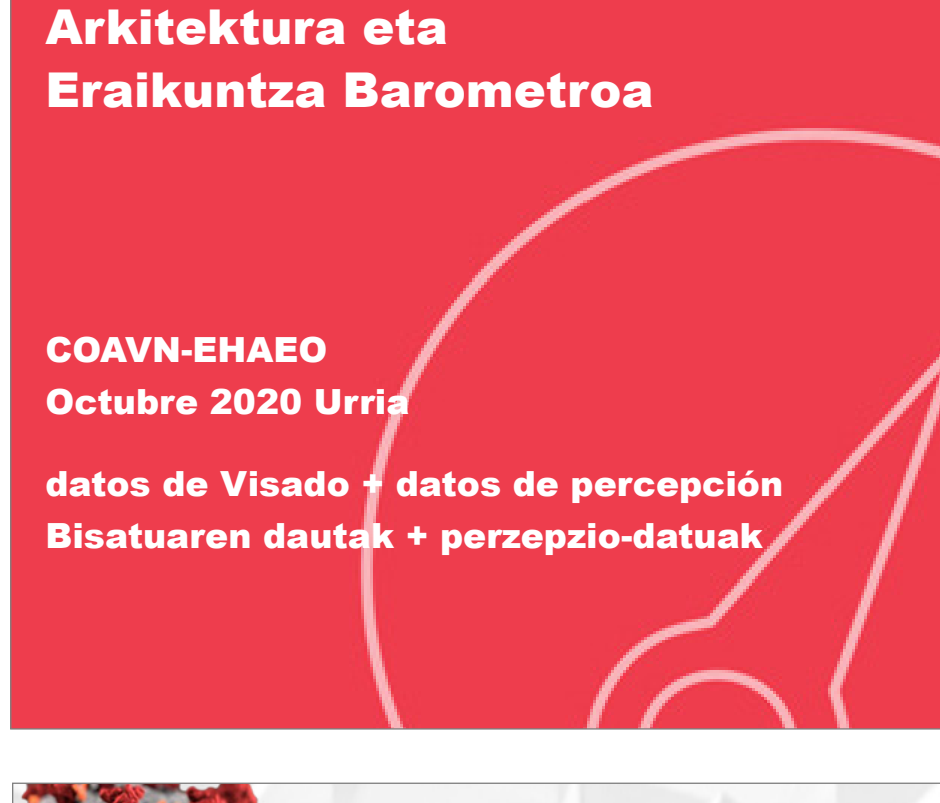 Arkitektura eta
Eraikuntza Barometroa
COAVN-EHAEO
Octubre 2020 Urria
datos de Visado + datos de percepción
Bisatuaren dautak + perzepzio-datuak